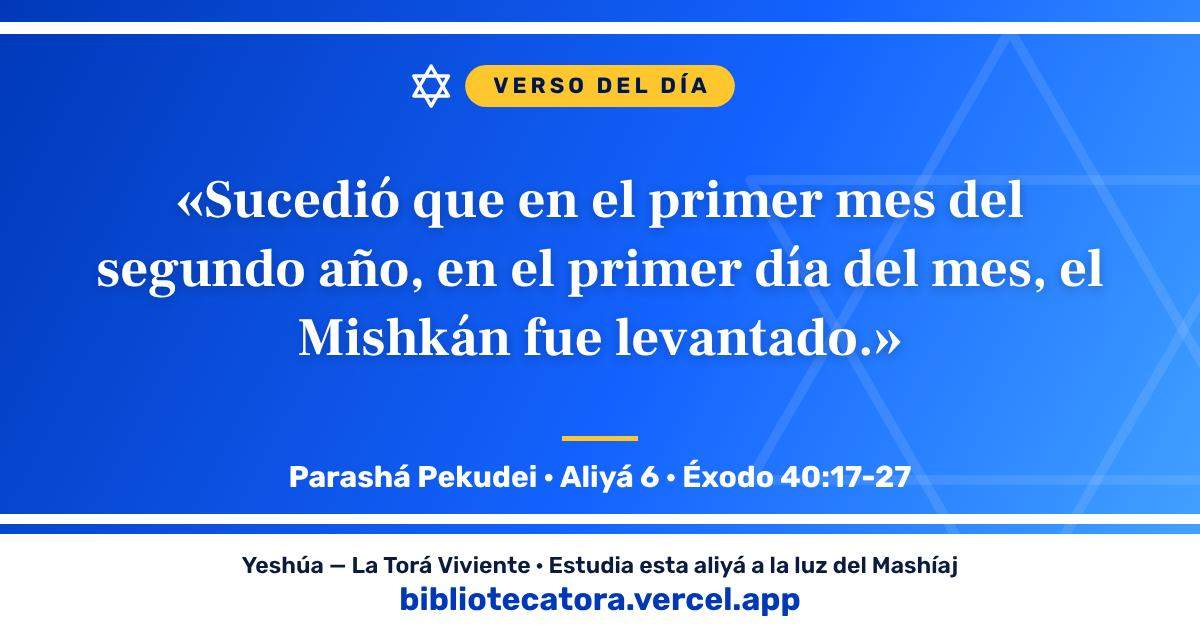 VERSO DEL DÍA
«Sucedió que en el primer mes del
segundo año, en el primer día del mes, el
Mishkán fue levantado.»
Parashá Pekudei • Aliyá 6 • Éxodo 40:17-27
Yeshúa — La Torá Viviente • Estudia esta aliyá a la luz del Mashíaj
bibliotecatora.vercel.app